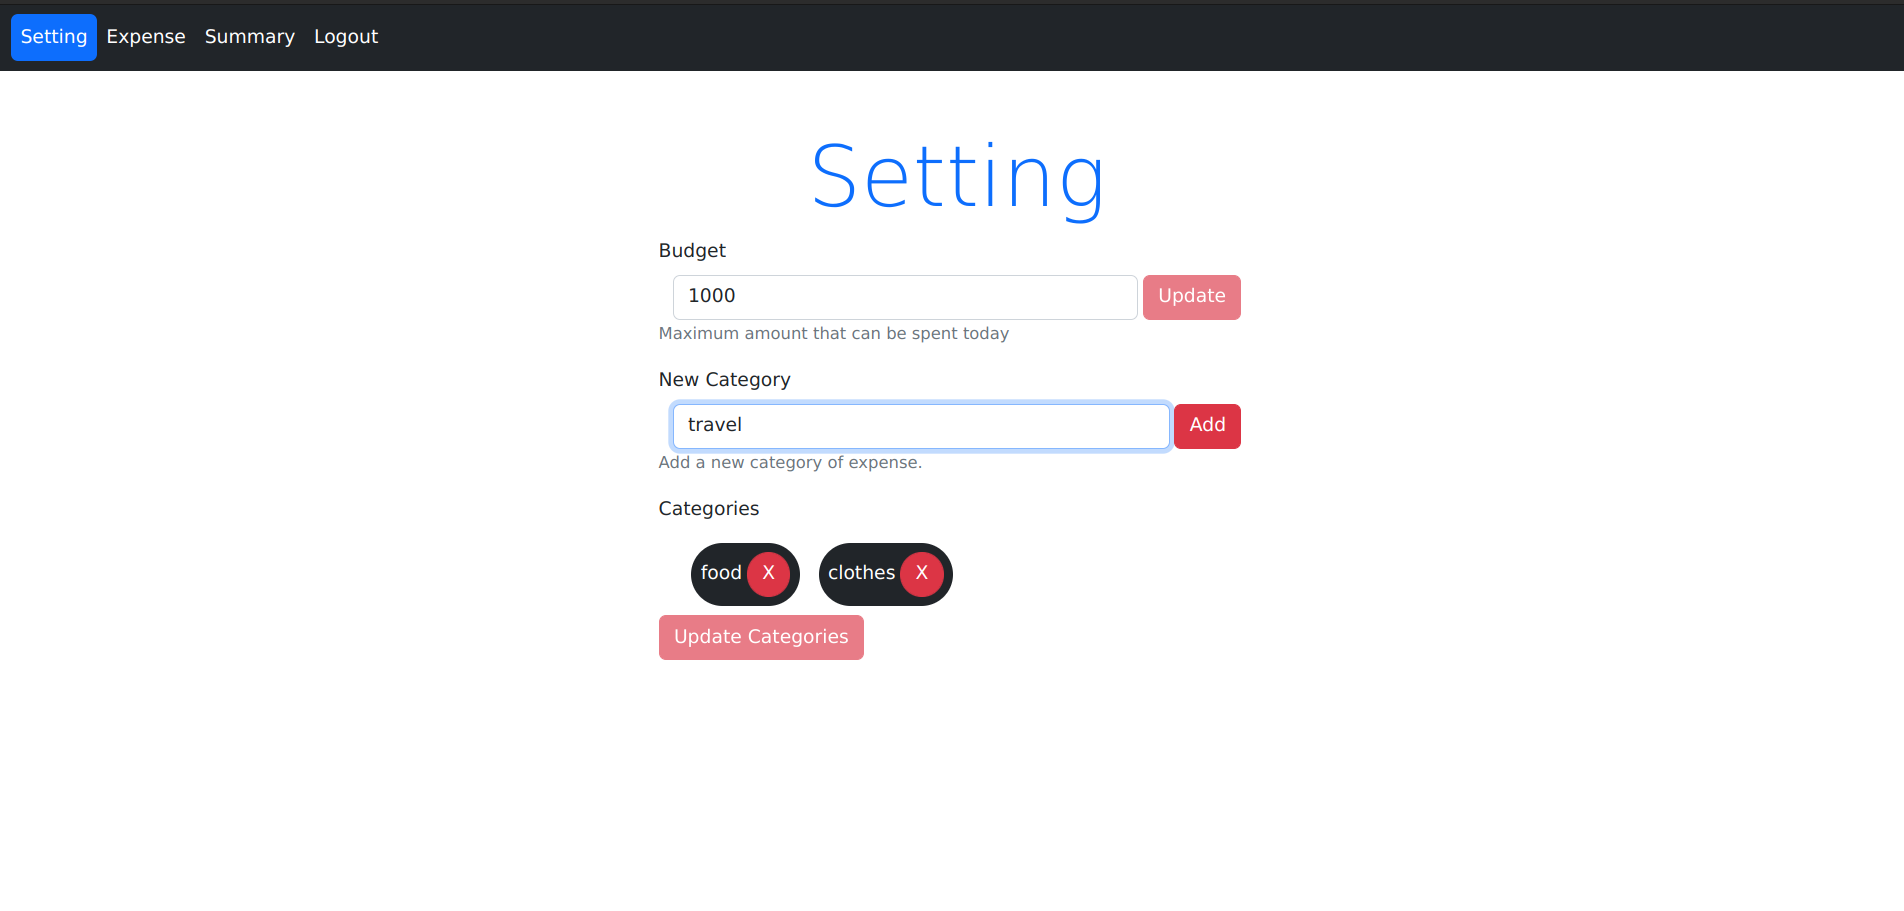 Setting Expense Summary Logout
Setting
Budget
1000 Update
Maximum amount that can be spent today
New Category
travel Add
Add a new category of expense.
Categories
food X clothes X
Update Categories